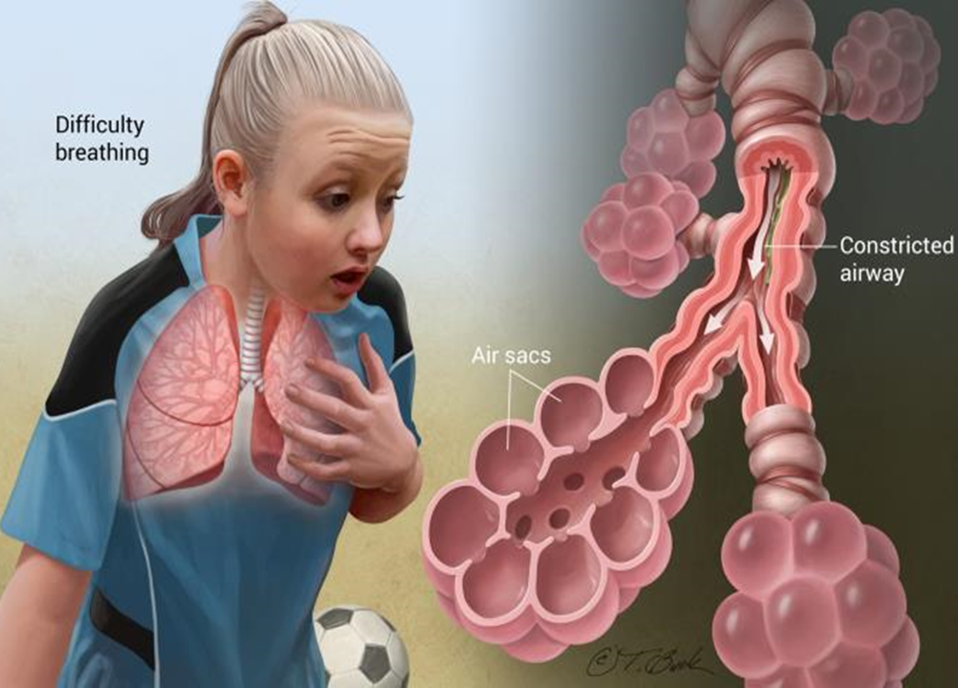 Difficulty
breathing
Constricted
airway
Air sacs